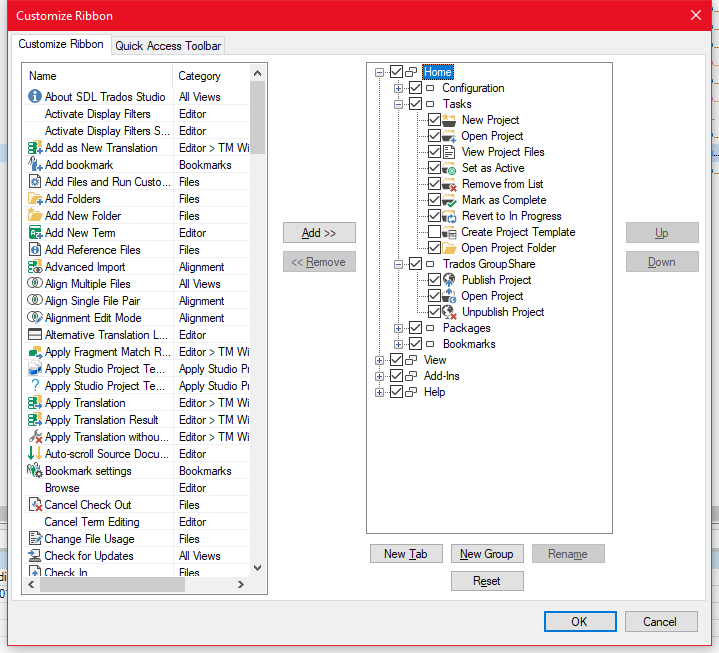 Customize Ribbon
Customize Ribbon Quick Access Toolbar
Name Category
About SDL Trados Studio All Views
Activate Display Filters Editor
Activate Display Filters S... Editor
Add as New Translation Editor > TM Wi
Add bookmark Bookmarks
Add Files and Run Custo... Files
Add Folders Files
Add New Folder Files
Add New Term Editor
Add Reference Files Files
Advanced Import Alignment
Align Multiple Files All Views
Align Single File Pair Alignment
Alignment Edit Mode Alignment
Alternative Translation L... Editor
Apply Fragment Match R... Editor > TM Wi
Apply Studio Project Te... Apply Studio Pr
Apply Studio Project Te... Apply Studio Pr
Apply Translation Editor > TM Wi
Apply Translation Result Editor > TM Wi
Apply Translation withou... Editor > TM Wi
Auto-scroll Source Docu... Editor
Bookmark settings Bookmarks
Browse Editor
Cancel Check Out Files
Cancel Term Editing Editor
Change File Usage Files
Check for Updates All Views
Check In Files
Add >>
<< Remove
Home
Configuration
Tasks
New Project
Open Project
View Project Files
Set as Active
Remove from List
Mark as Complete
Revert to In Progress
Create Project Template
Open Project Folder
Trados GroupShare
Publish Project
Open Project
Unpublish Project
Packages
Bookmarks
View
Add-Ins
Help
Up
Down
New Tab New Group Rename
Reset
OK Cancel